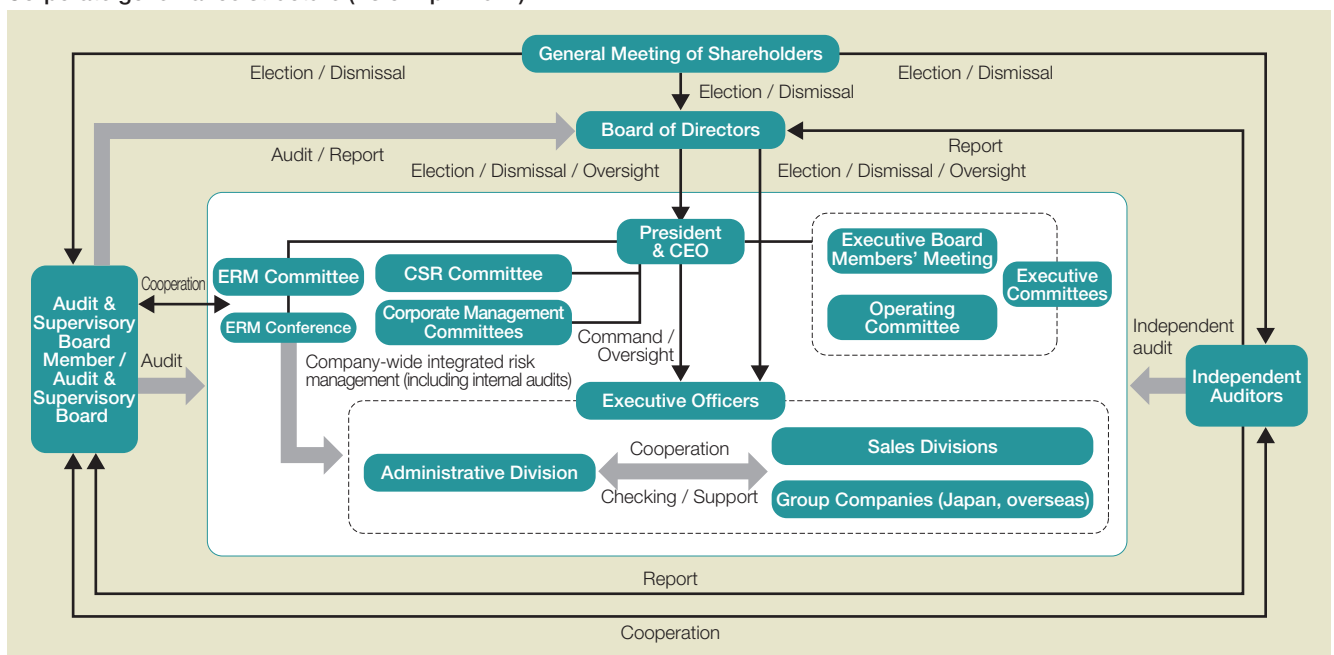 General Meeting of Shareholders
Election / Dismissal
Election / Dismissal
Election / Dismissal
Board of Directors
Audit / Report
Report
Election / Dismissal / Oversight
Election / Dismissal / Oversight
President
& CEO
Executive Board
Members’ Meeting
ERM Committee
CSR Committee
Executive
Committees
Cooperation
Audit &
Supervisory
Board
Member /
Audit &
Supervisory
Board
ERM Conference
Corporate Management
Committees
Operating
Committee
Command /
Oversight
Independent
audit
Audit
Company-wide integrated risk
management (including internal audits)
Independent
Auditors
Executive Officers
Cooperation
Sales Divisions
Administrative Division
Checking / Support
Group Companies (Japan, overseas)
Report
Cooperation